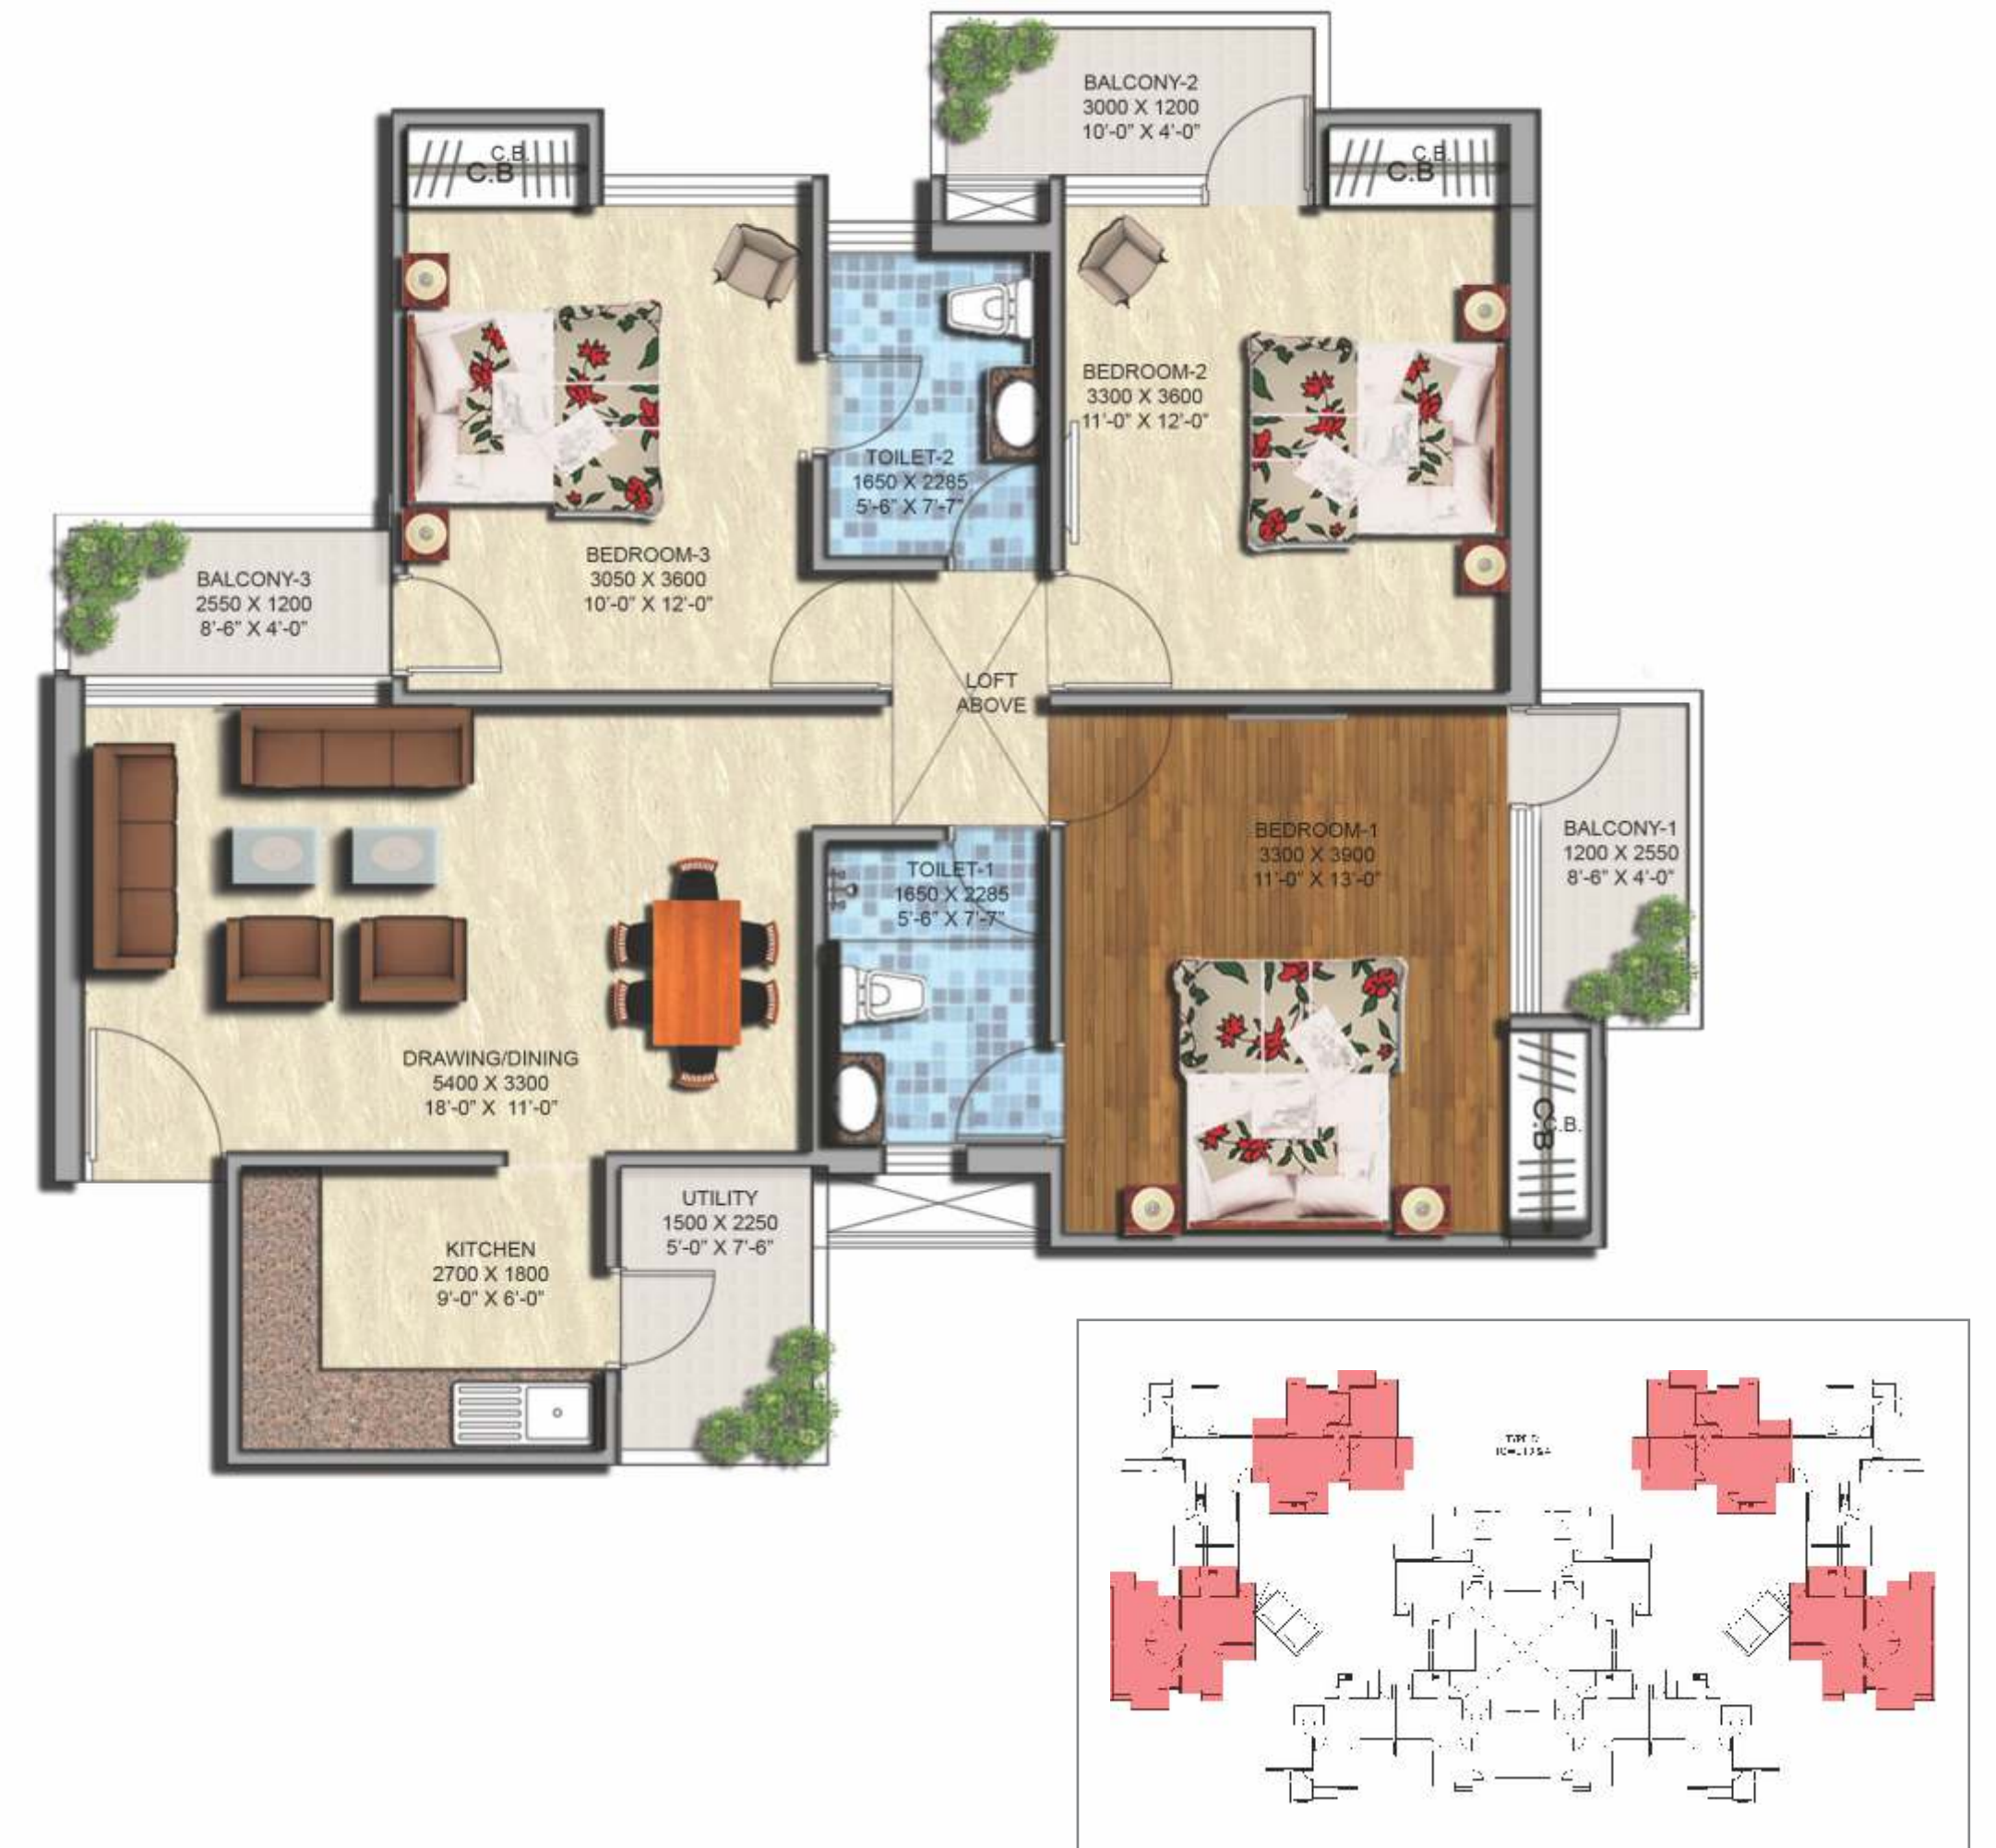 BALCONY-2
3000 X 1200
10'-0" X 4'-0"
C.B.
C.B
C.B.
C.B
BEDROOM-2
3300 X 3600
11'-0" X 12'-0"
TOILET-2
1650 X 2285
5'-6" X 7'-7"
BEDROOM-3
3050 X 3600
10'-0" X 12'-0"
BALCONY-3
2550 X 1200
8'-6" X 4'-0"
LOFT
ABOVE
BEDROOM-1
3300 X 3900
11'-0" X 13'-0"
BALCONY-1
1200 X 2550
8'-6" X 4'-0"
TOILET-1
1650 X 2285
5'-6" X 7'-7"
DRAWING/DINING
5400 X 3300
18'-0" X 11'-0"
C.B
C.B.
UTILITY
1500 X 2250
5'-0" X 7'-6"
KITCHEN
2700 X 1800
9'-0" X 6'-0"